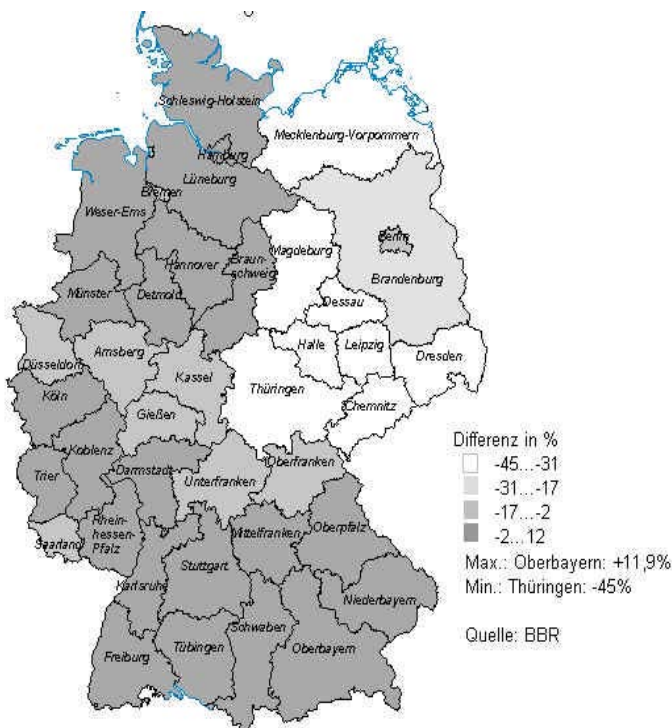 Schleswig-Holstein
Mecklenburg-Vorpommern
Hamburg
Lüneburg
Bremen
Weser-Ems
Berlin
Magdeburg
Hannover
Braun-
schweig
Brandenburg
Münster
Detmold
Dessau
Halle
Leipzig
Dresden
Arnsberg
Düsseldorf
Kassel
Thüringen
Köln
Chemnitz
Gießen
Koblenz
Differenz in %
-45...-31
-31...-17
-17...-2
-2...12
Max.: Oberbayern: +11,9%
Min.: Thüringen: -45%
Quelle: BBR
Oberfranken
Trier
Darmstadt
Unterfranken
Rhein-
hessen-
Pfalz
Saarland
Mittelfranken
Oberpfalz
Stuttgart
Karlsruhe
Niederbayern
Schwaben
Tübingen
Oberbayern
Freiburg